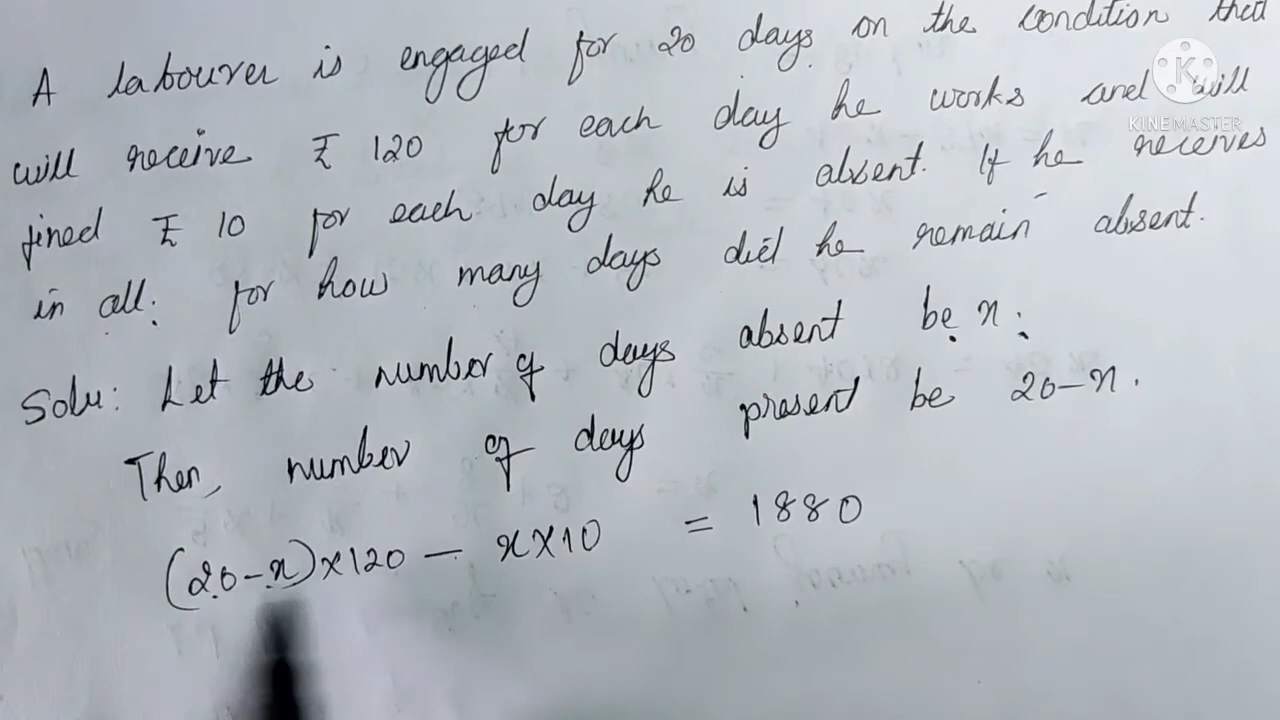 A labourer is engaged for 20 days on the condition that
will receive ₹ 120 for each day he works and will
fined ₹ 10 for each day he is absent. If he receives
in all. for how many days did he remain absent.
Solu: Let the number of days absent be x.
Then, number of days present be 20-x.
(20-x)x120 - x x 10 = 1880
K
KINEMASTER